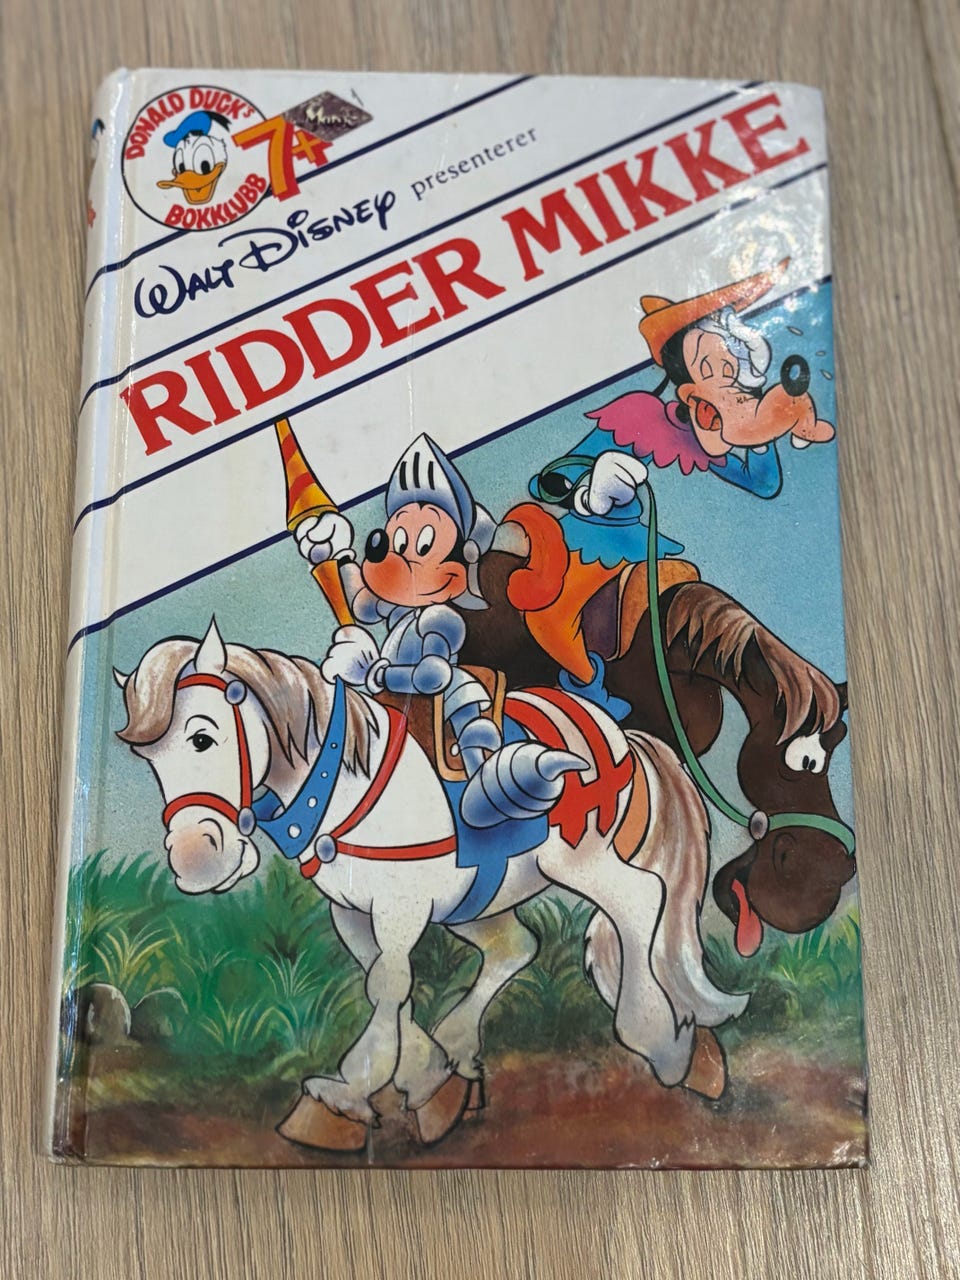 DONALD DUCK'S
BOKKLUBB
7+
WALT DISNEY presenterer
RIDDER MIKKE